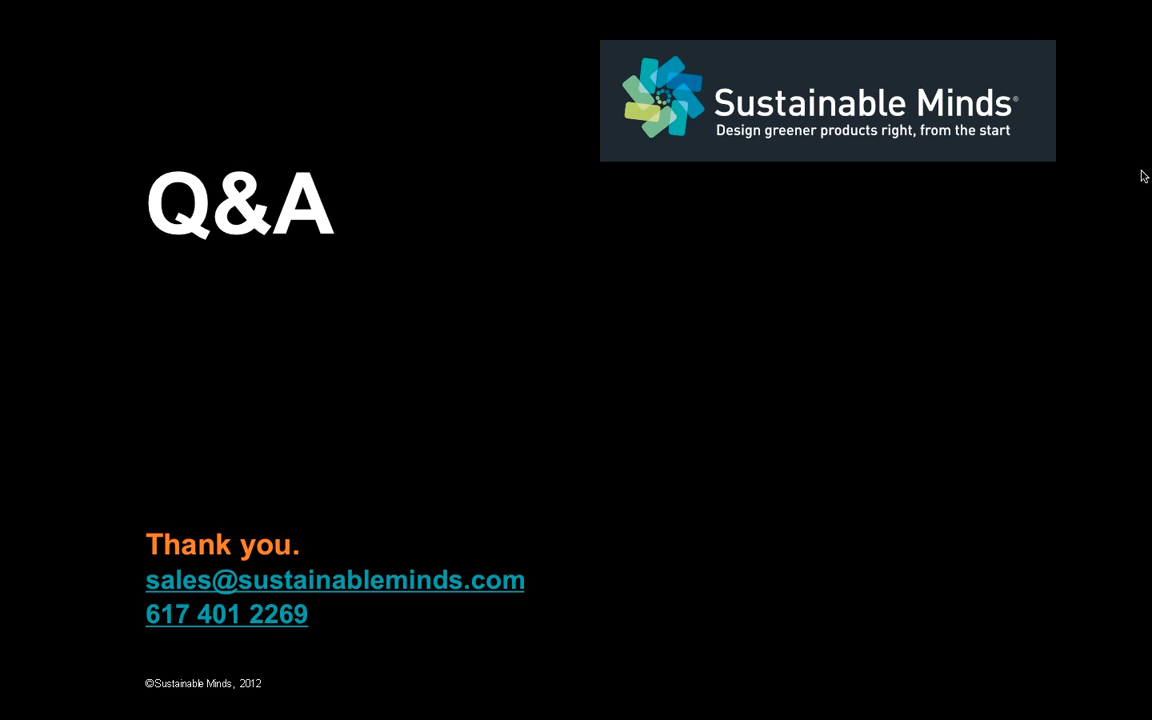 Sustainable Minds®
Design greener products right, from the start
Q&A
Thank you.
sales@sustainableminds.com
617 401 2269
©Sustainable Minds, 2012